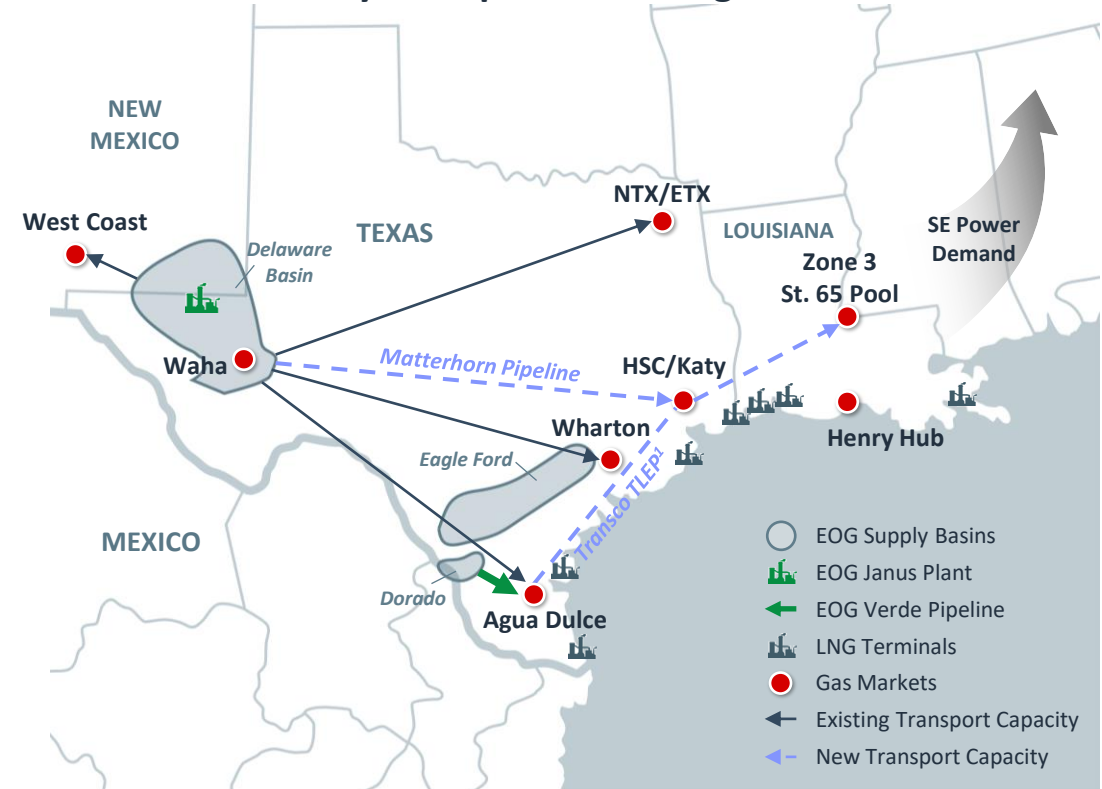 NEW
MEXICO
West Coast
TEXAS
Delaware
Basin
NTX/ETX
LOUISIANA
Zone 3
St. 65 Pool
SE Power
Demand
Waha
Matterhorn Pipeline
HSC/Katy
Wharton
Henry Hub
Eagle Ford
Transco TLEP¹
MEXICO
Dorado
Agua Dulce
EOG Supply Basins
EOG Janus Plant
EOG Verde Pipeline
LNG Terminals
Gas Markets
Existing Transport Capacity
New Transport Capacity